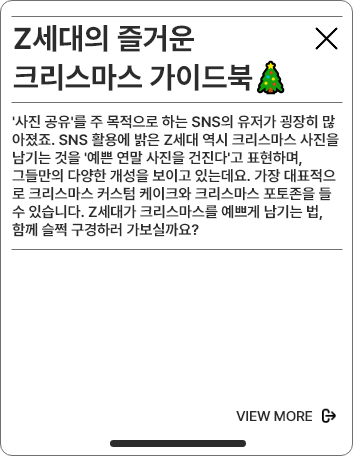 Z세대의 즐거운
크리스마스 가이드북🎄
'사진 공유'를 주 목적으로 하는 SNS의 유저가 굉장히 많
아졌죠. SNS 활용에 밝은 Z세대 역시 크리스마스 사진을
남기는 것을 '예쁜 연말 사진을 건진다'고 표현하며,
그들만의 다양한 개성을 보이고 있는데요. 가장 대표적으
로 크리스마스 커스텀 케이크와 크리스마스 포토존을 들
수 있습니다. Z세대가 크리스마스를 예쁘게 남기는 법,
함께 슬쩍 구경하러 가보실까요?
VIEW MORE